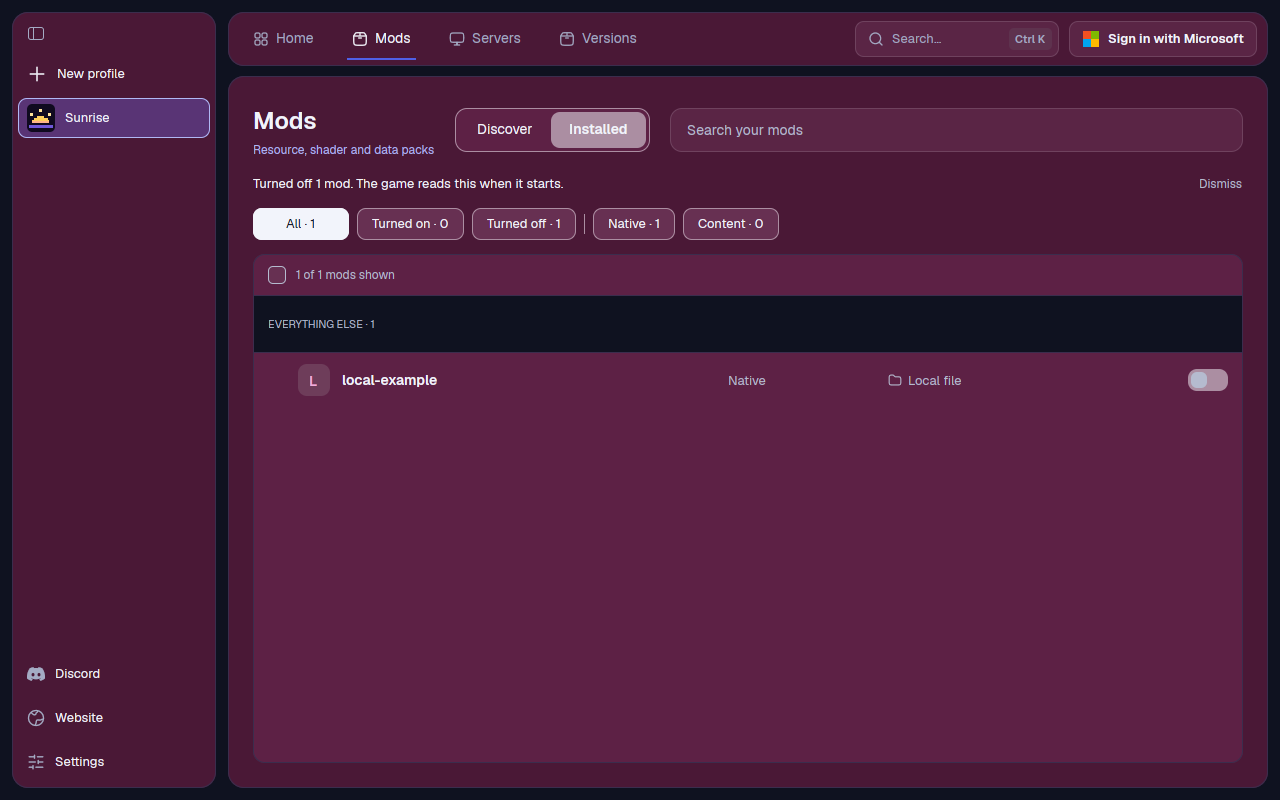 New profile
Sunrise
Discord
Website
Settings
Home
Mods
Servers
Versions
Search...
Ctrl K
Sign in with Microsoft
Mods
Resource, shader and data packs
Discover
Installed
Search your mods
Turned off 1 mod. The game reads this when it starts.
Dismiss
All · 1
Turned on · 0
Turned off · 1
Native · 1
Content · 0
1 of 1 mods shown
EVERYTHING ELSE · 1
L
local-example
Native
Local file